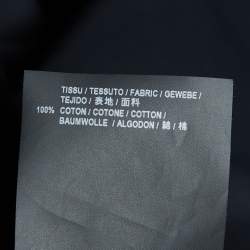 TISSU / TESSUTO / FABRIC / GEWEBE /
TEJIDO / 表地 / 面料
100% COTON / COTONE / COTTON /
BAUMWOLLE / ALGODON / 綿 / 棉